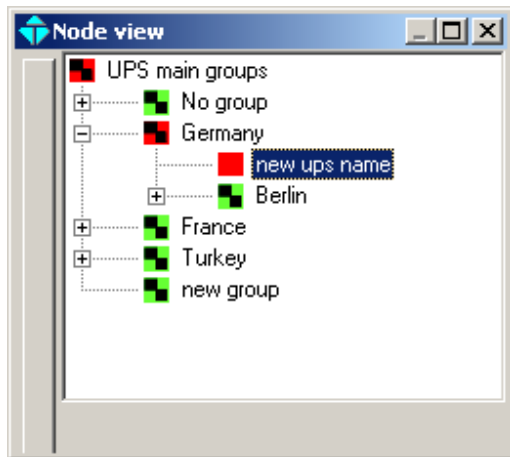 Node view
UPS main groups
No group
Germany
new ups name
Berlin
France
Turkey
new group